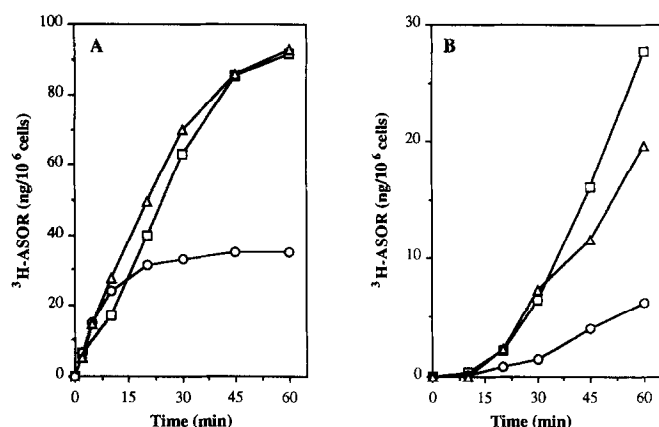 A
100
80
60
40
20
0
³H-ASOR (ng/10⁶ cells)
0 15 30 45 60
Time (min)
B
30
20
10
0
³H-ASOR (ng/10⁶ cells)
0 15 30 45 60
Time (min)